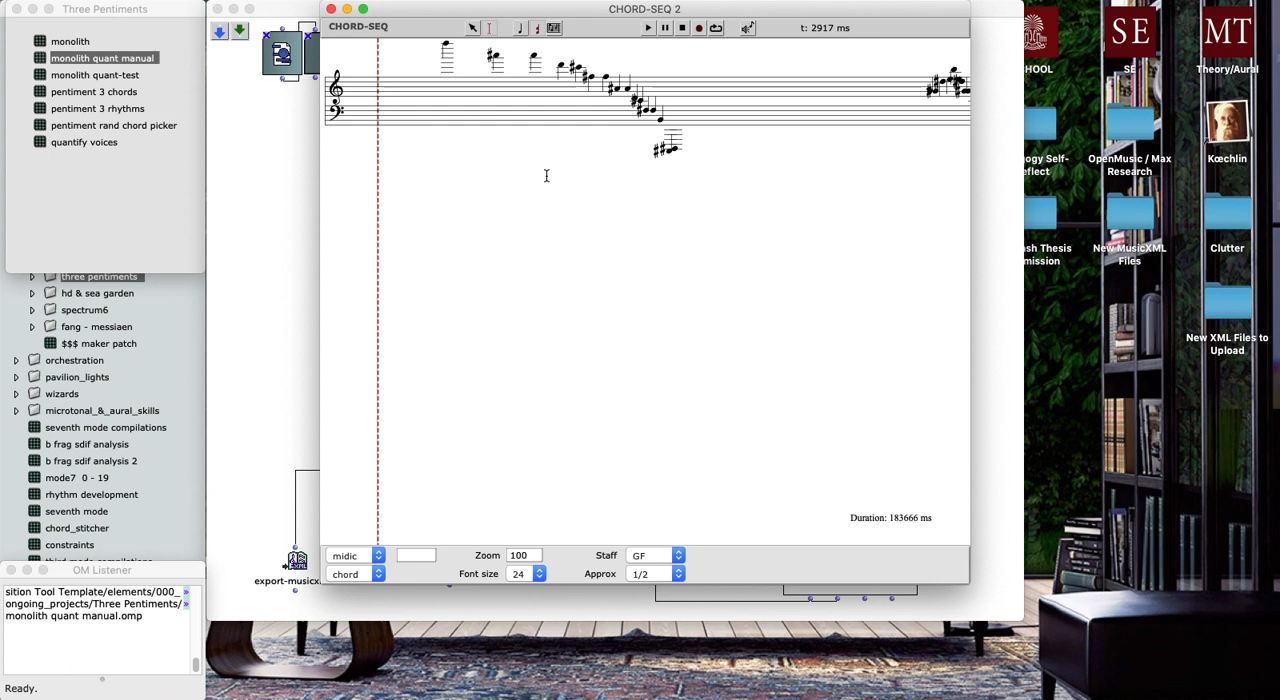 Three Pentiments
monolith
monolith quant manual
monolith quant-test
pentiment 3 chords
pentiment 3 rhythms
pentiment rand chord picker
quantify voices
three pentiments
hd & sea garden
spectrum6
fang - messiaen
$$$ maker patch
orchestration
pavilion_lights
wizards
microtonal_&_aural_skills
seventh mode compilations
b frag sdif analysis
b frag sdif analysis 2
mode7 0 - 19
rhythm development
seventh mode
chord_stitcher
constraints
OM Listener
sition Tool Template/elements/000_
ongoing_projects/Three Pentiments/
monolith quant manual.omp
Ready.
CHORD-SEQ 2
CHORD-SEQ
t: 2917 ms
Duration: 183666 ms
midic
Zoom
100
Staff
GF
chord
Font size
24
Approx
1/2
SE
MT
HOOL
SE
Theory/Aural
ogy Self-
eflect
OpenMusic / Max
Research
Kœchlin
ash Thesis
mission
New MusicXML
Files
Clutter
New XML Files to
Upload